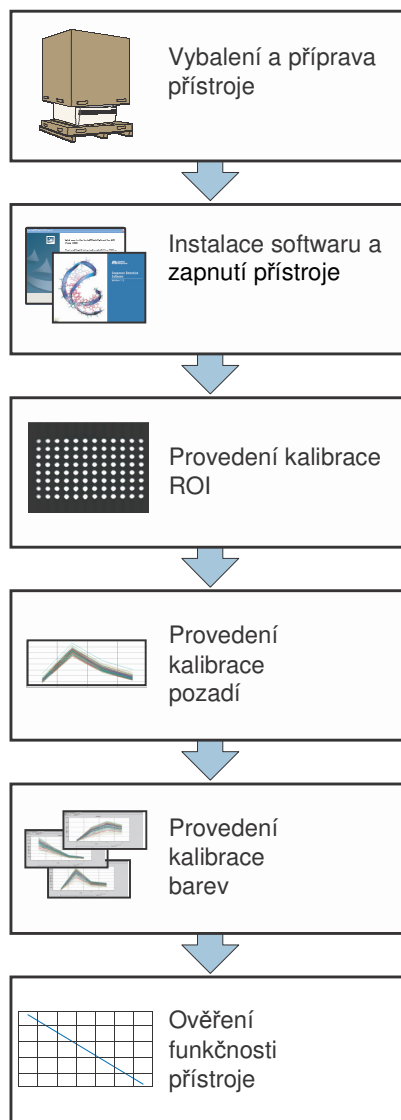 Vybalení a příprava
přístroje
Instalace softwaru a
zapnutí přístroje
Provedení kalibrace
ROI
Provedení
kalibrace
pozadí
Provedení
kalibrace
barev
Ověření
funkčnosti
přístroje